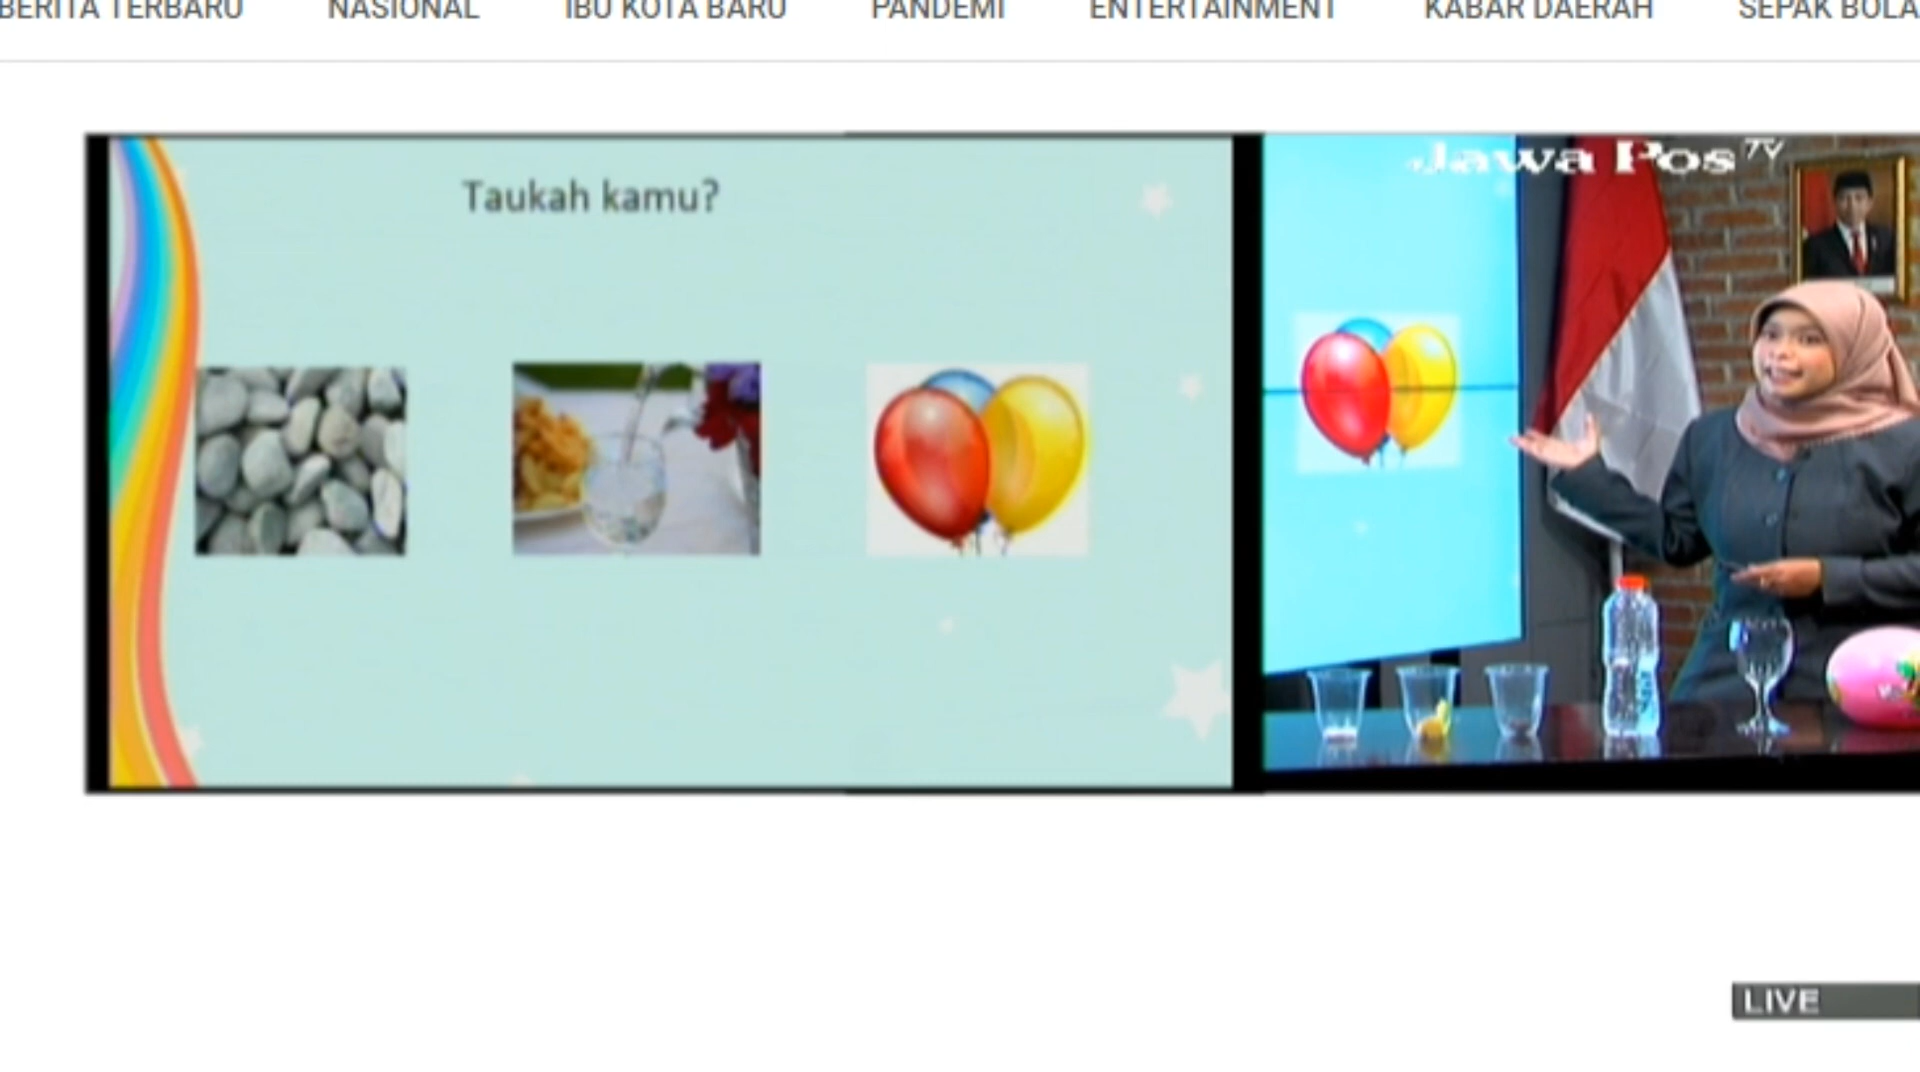 BERITA TERBARU NASIONAL IBU KOTA BARU PANDEMI ENTERTAINMENT KABAR DAERAH SEPAK BOLA
Jawa Pos TV
Taukah kamu?
LIVE